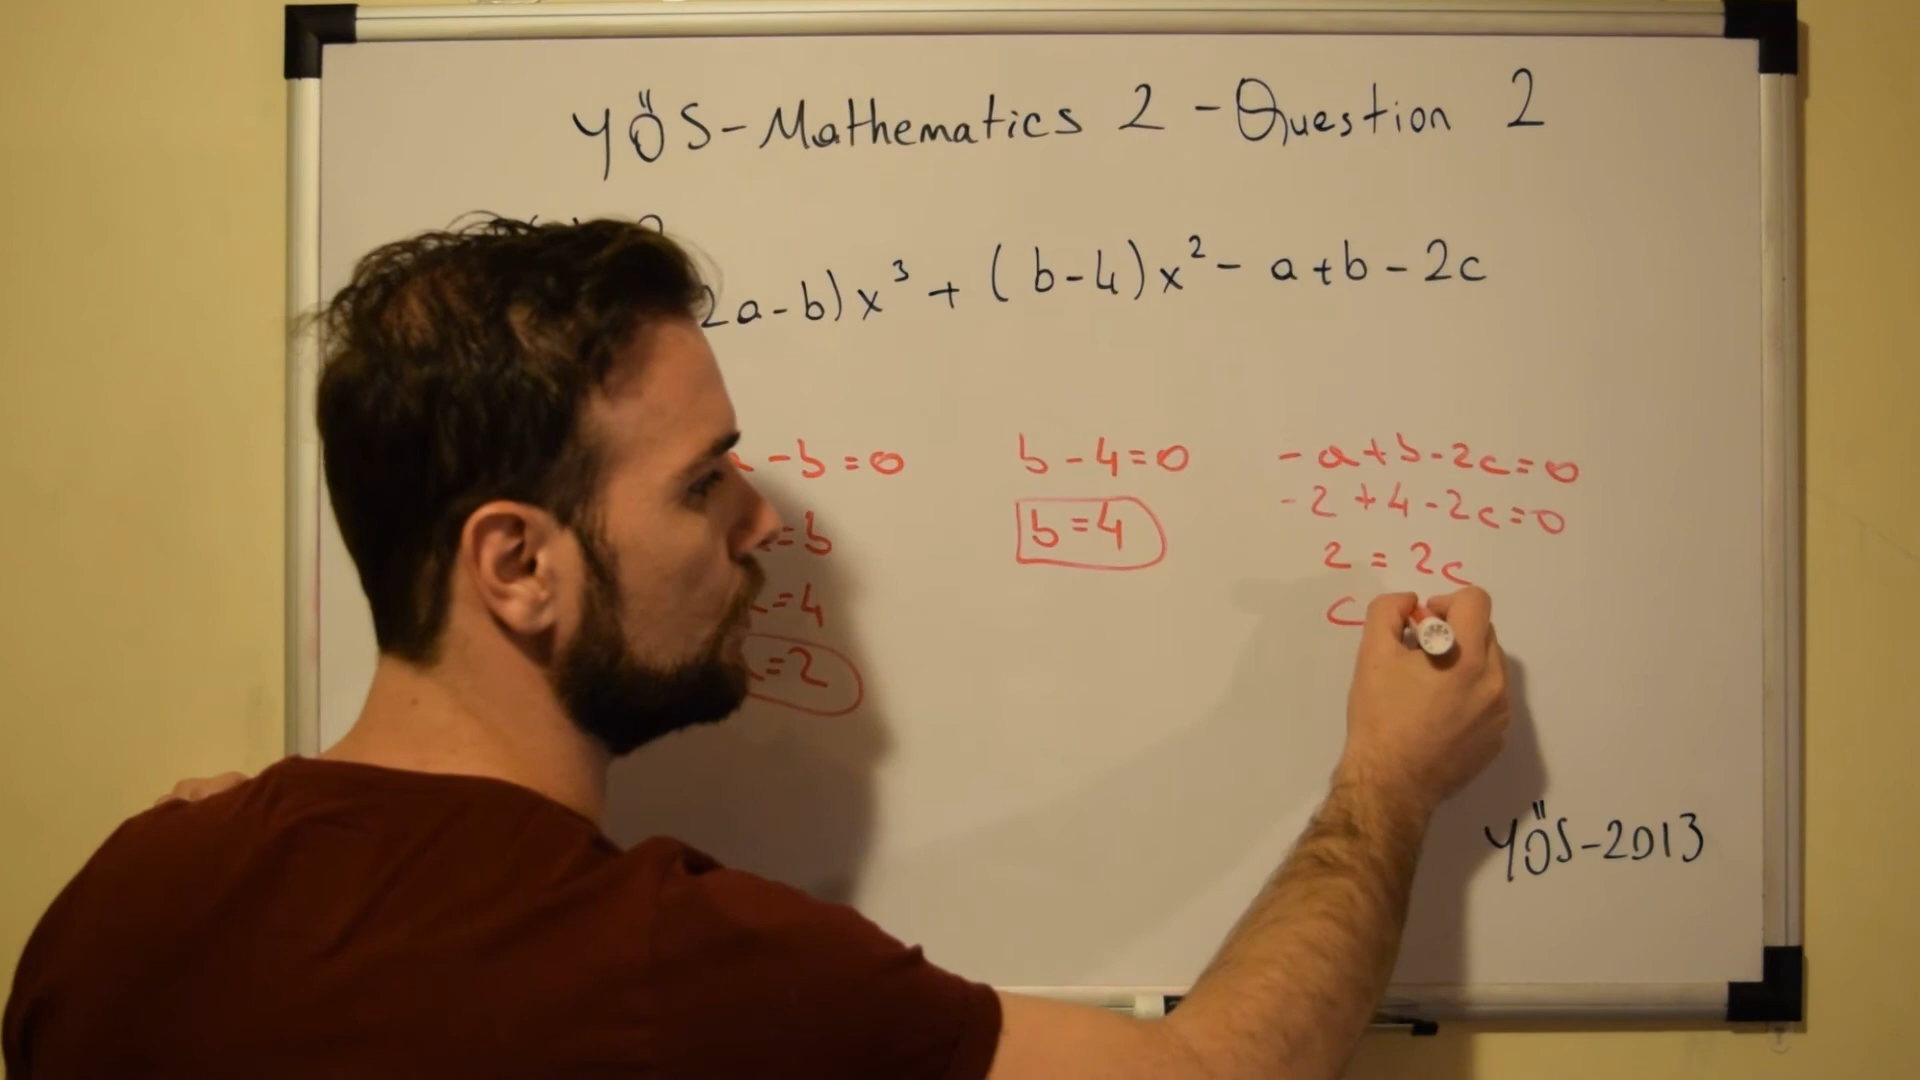 YÖS-Mathematics 2 - Question 2
2a-b)x³ + (b-4)x² - a+b-2c
-b=0
=b
=4
=2
b-4=0
b=4
-a+b-2c=0
-2+4-2c=0
2=2c
c
YÖS-2013